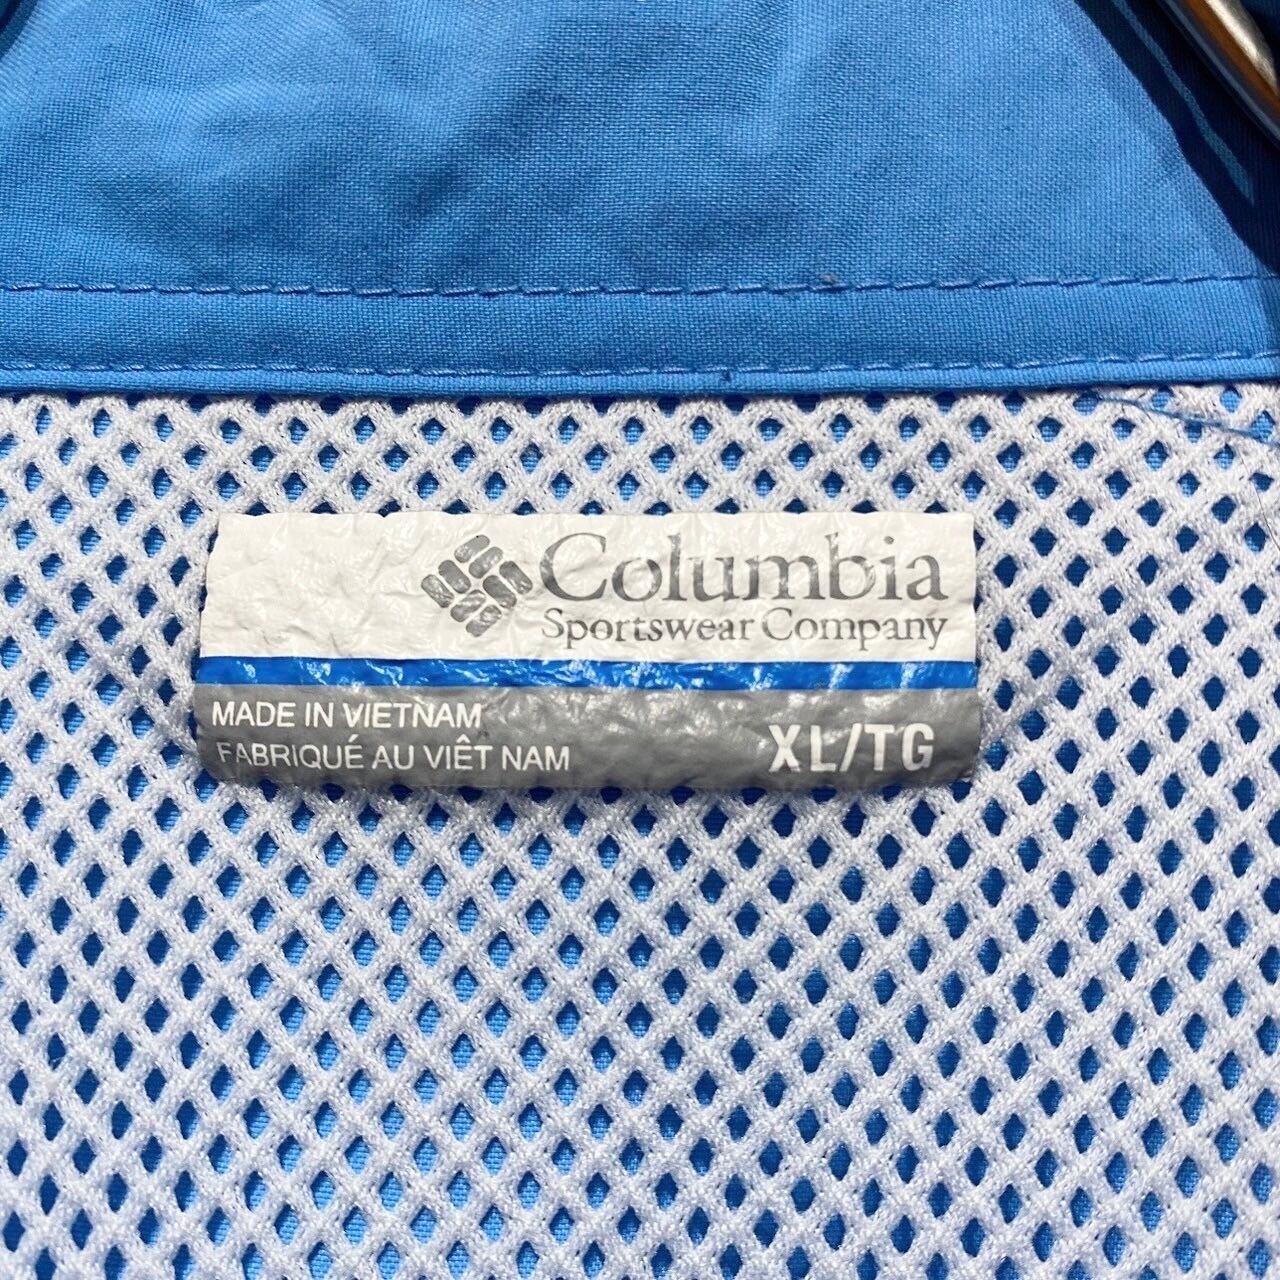 Columbia
Sportswear Company
MADE IN VIETNAM
FABRIQUÉ AU VIÊT NAM
XL/TG